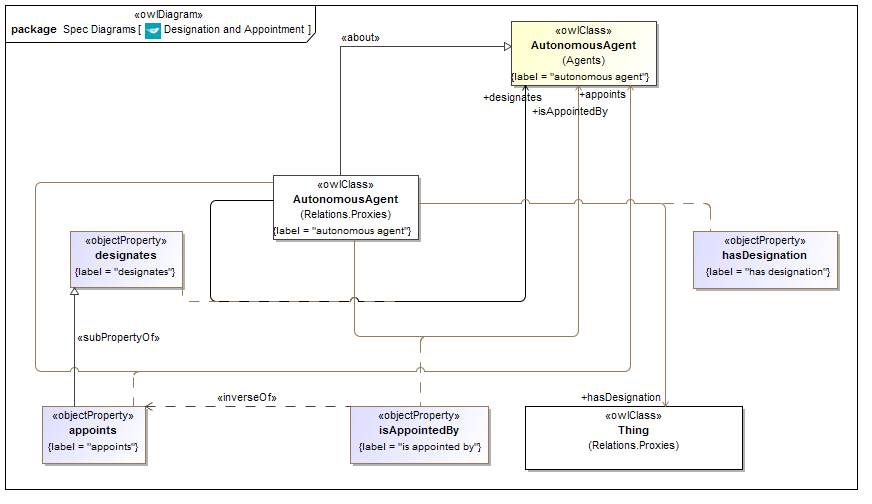 «owlDiagram»
package Spec Diagrams [ Designation and Appointment ]
«about»
«owlClass»
AutonomousAgent
(Agents)
{label = "autonomous agent"}
+designates
+appoints
+isAppointedBy
«owlClass»
AutonomousAgent
(Relations.Proxies)
{label = "autonomous agent"}
«objectProperty»
designates
{label = "designates"}
«objectProperty»
hasDesignation
{label = "has designation"}
«subPropertyOf»
«inverseOf»
+hasDesignation
«objectProperty»
appoints
{label = "appoints"}
«objectProperty»
isAppointedBy
{label = "is appointed by"}
«owlClass»
Thing
(Relations.Proxies)